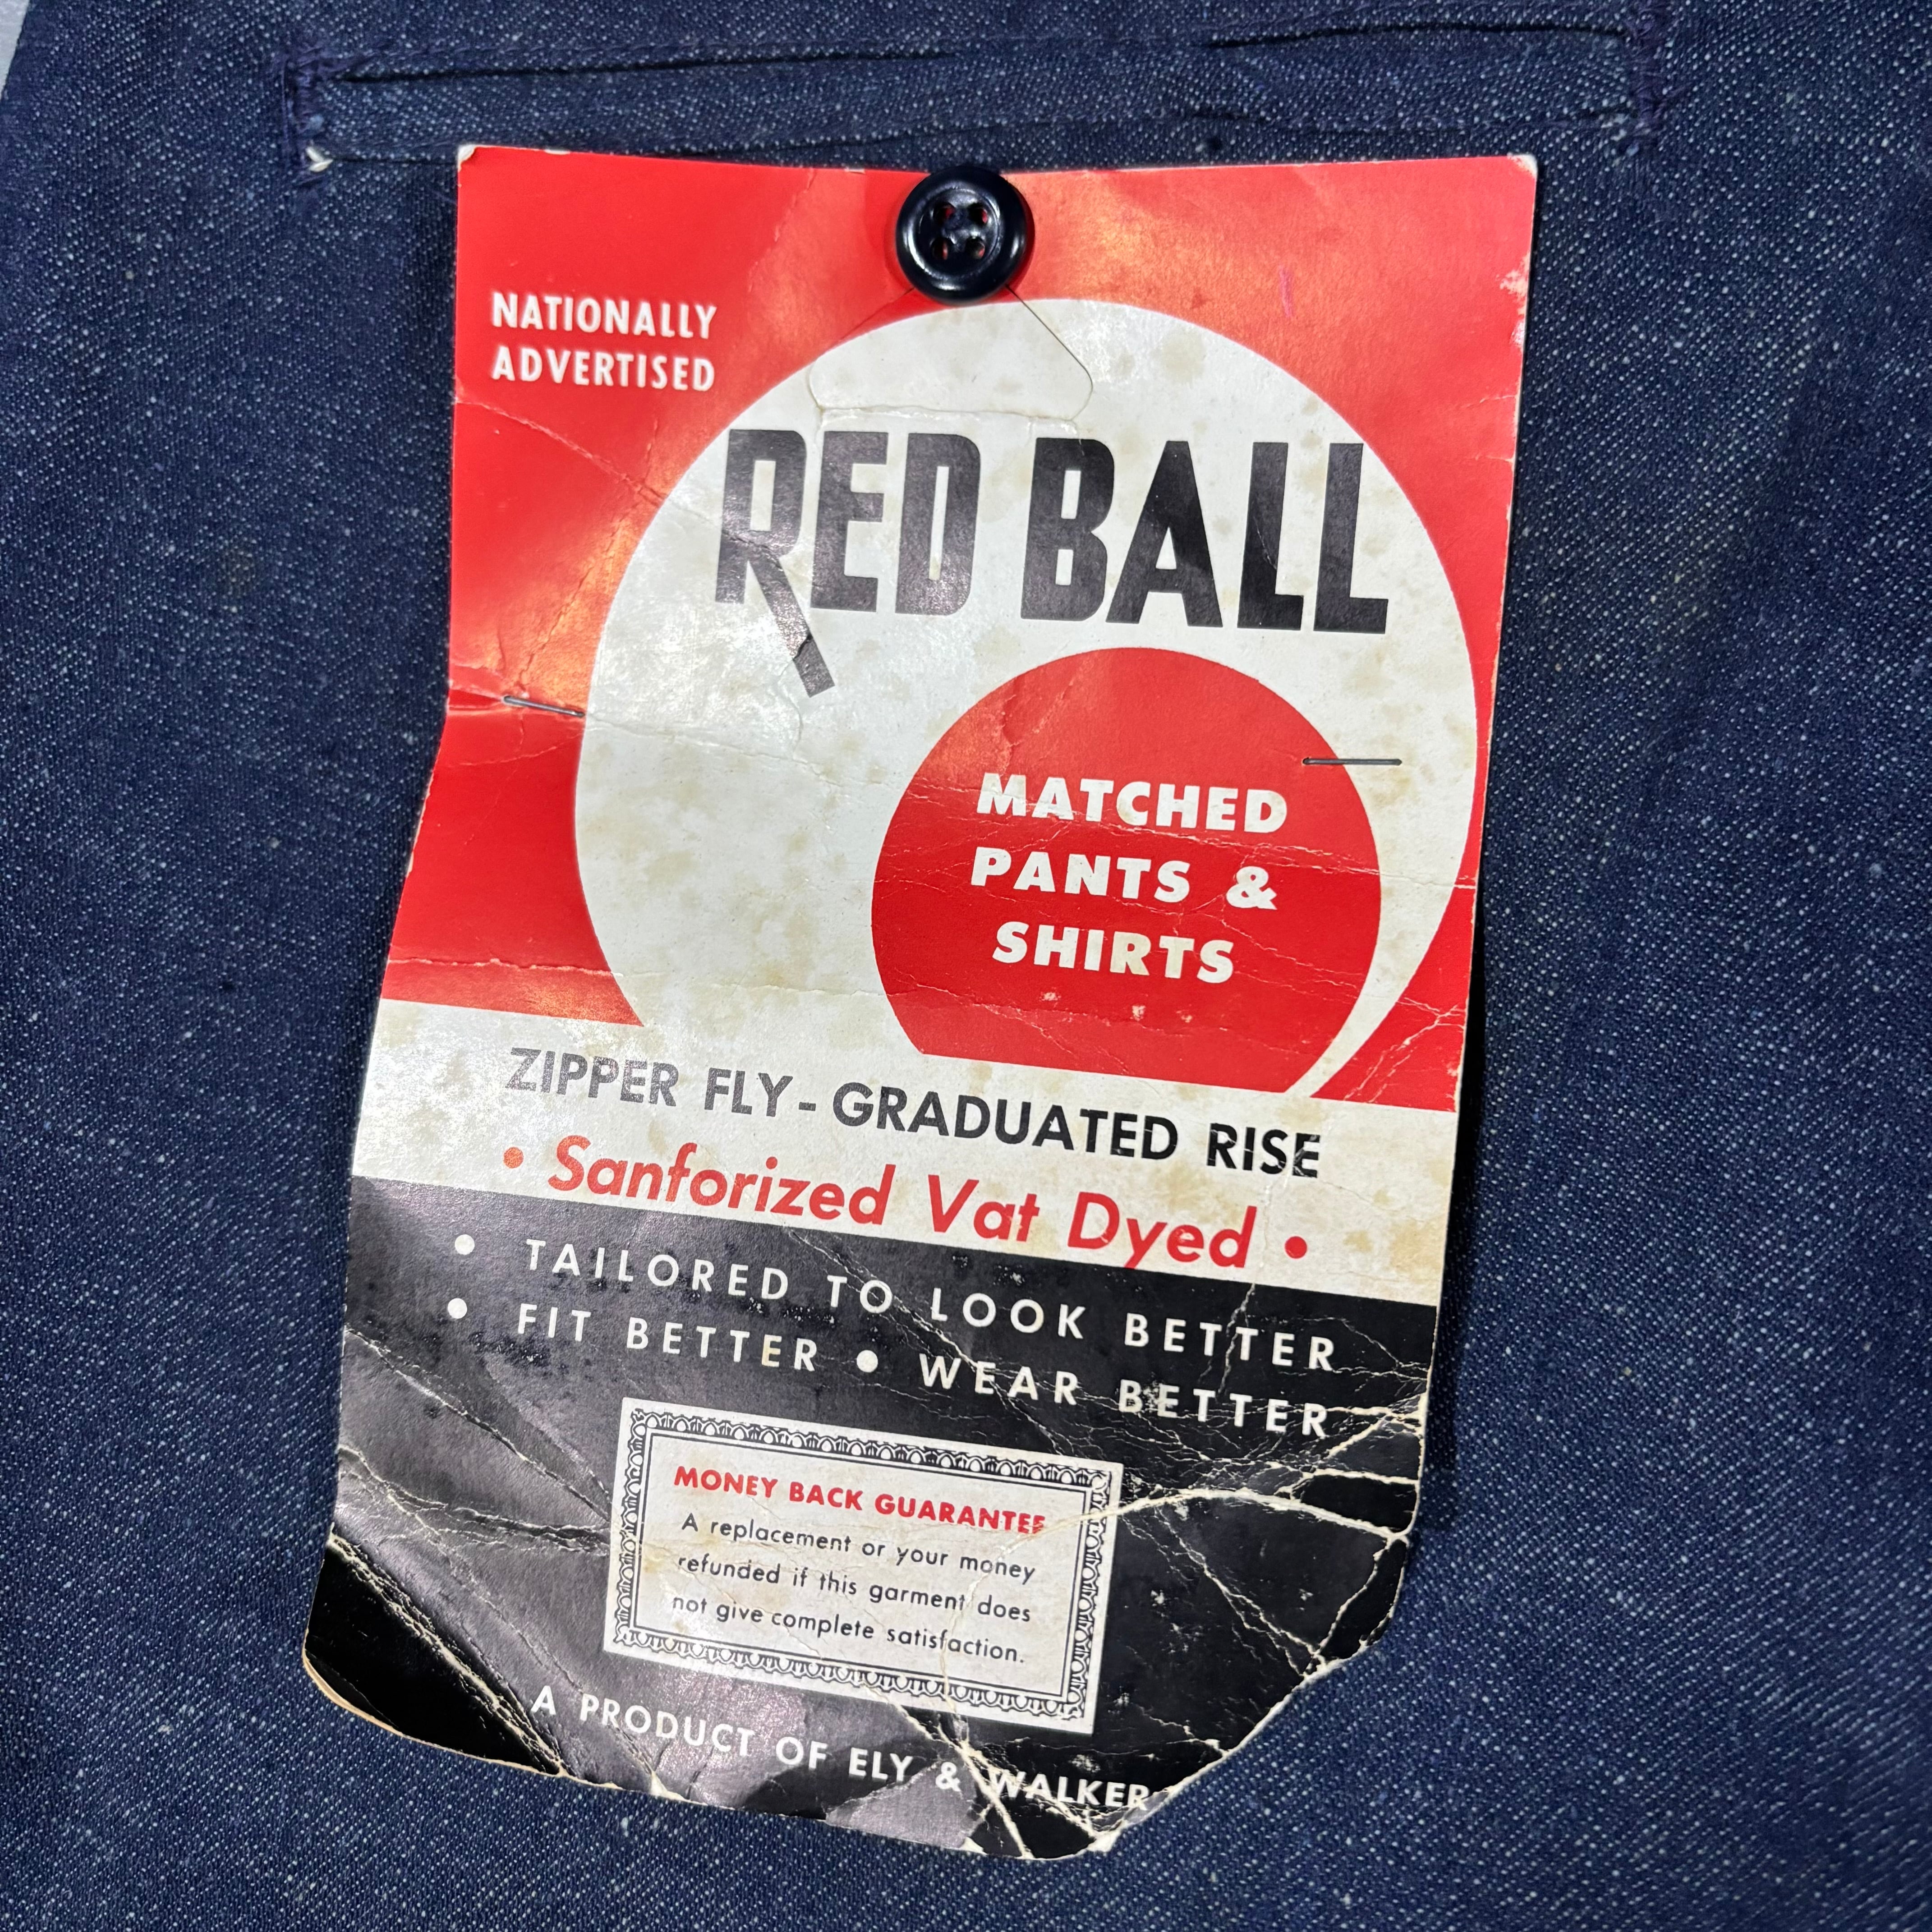 NATIONALLY
ADVERTISED
RED BALL
MATCHED
PANTS &
SHIRTS
ZIPPER FLY - GRADUATED RISE
• Sanforized Vat Dyed •
• TAILORED TO LOOK BETTER
• FIT BETTER • WEAR BETTER
MONEY BACK GUARANTEE
A replacement or your money
refunded if this garment does
not give complete satisfaction.
A PRODUCT OF ELY & WALKER